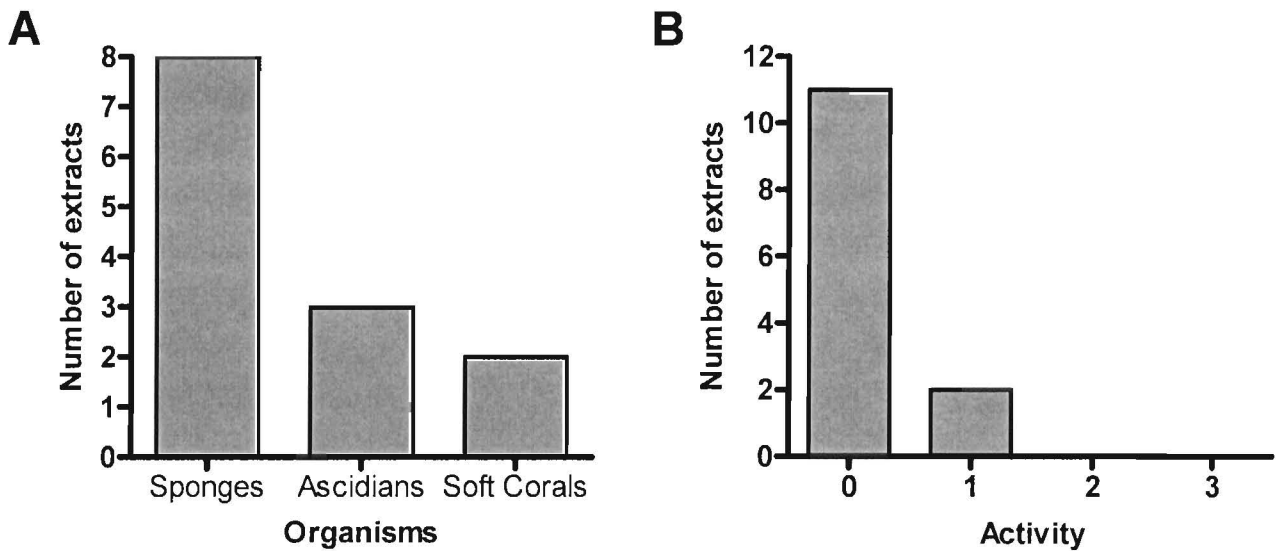 A
Number of extracts
8
7
6
5
4
3
2
1
0
Sponges Ascidians Soft Corals
Organisms
B
Number of extracts
12
10
8
6
4
2
0
0 1 2 3
Activity